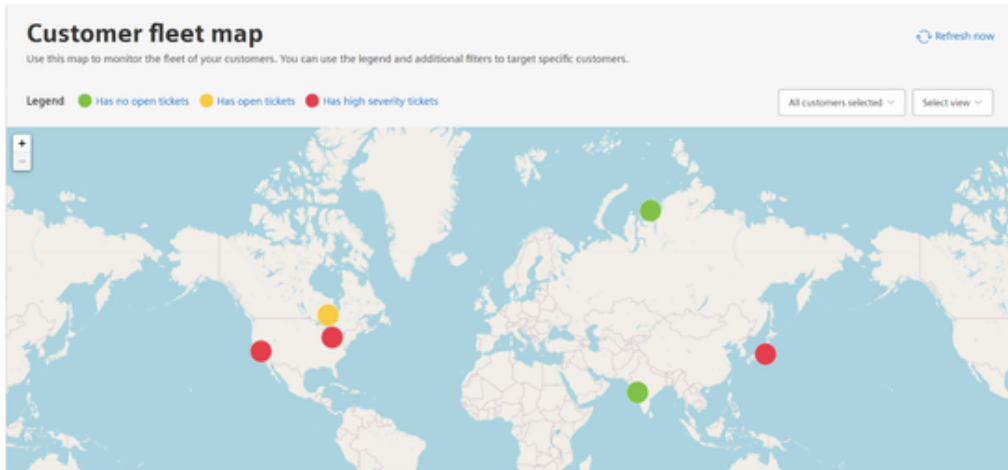 Customer fleet map
Refresh now
Use this map to monitor the fleet of your customers. You can use the legend and additional filters to target specific customers.
Legend Has no open tickets Has open tickets Has high severity tickets
All customers selected Select view
+
−